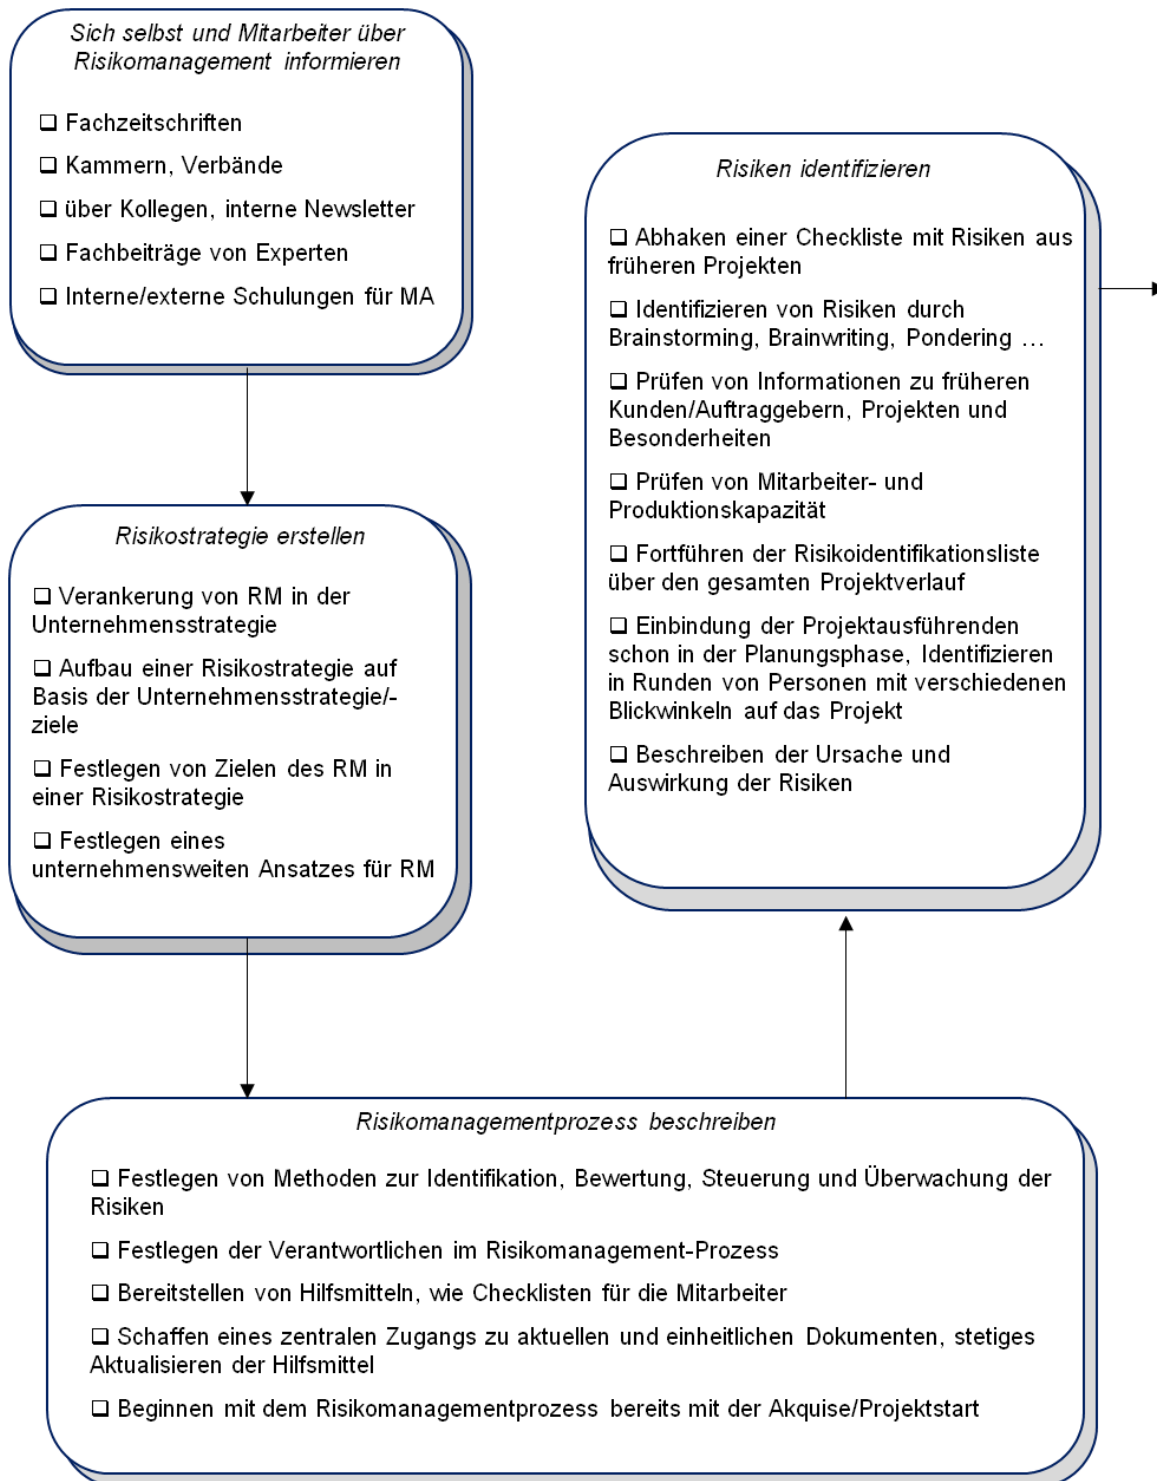 Sich selbst und Mitarbeiter über
Risikomanagement informieren
❑ Fachzeitschriften
❑ Kammern, Verbände
❑ über Kollegen, interne Newsletter
❑ Fachbeiträge von Experten
❑ Interne/externe Schulungen für MA
Risikostrategie erstellen
❑ Verankerung von RM in der
Unternehmensstrategie
❑ Aufbau einer Risikostrategie auf
Basis der Unternehmensstrategie/-
ziele
❑ Festlegen von Zielen des RM in
einer Risikostrategie
❑ Festlegen eines
unternehmensweiten Ansatzes für RM
Risikomanagementprozess beschreiben
❑ Festlegen von Methoden zur Identifikation, Bewertung, Steuerung und Überwachung der
Risiken
❑ Festlegen der Verantwortlichen im Risikomanagement-Prozess
❑ Bereitstellen von Hilfsmitteln, wie Checklisten für die Mitarbeiter
❑ Schaffen eines zentralen Zugangs zu aktuellen und einheitlichen Dokumenten, stetiges
Aktualisieren der Hilfsmittel
❑ Beginnen mit dem Risikomanagementprozess bereits mit der Akquise/Projektstart
Risiken identifizieren
❑ Abhaken einer Checkliste mit Risiken aus
früheren Projekten
❑ Identifizieren von Risiken durch
Brainstorming, Brainwriting, Pondering …
❑ Prüfen von Informationen zu früheren
Kunden/Auftraggebern, Projekten und
Besonderheiten
❑ Prüfen von Mitarbeiter- und
Produktionskapazität
❑ Fortführen der Risikoidentifikationsliste
über den gesamten Projektverlauf
❑ Einbindung der Projektausführenden
schon in der Planungsphase, Identifizieren
in Runden von Personen mit verschiedenen
Blickwinkeln auf das Projekt
❑ Beschreiben der Ursache und
Auswirkung der Risiken